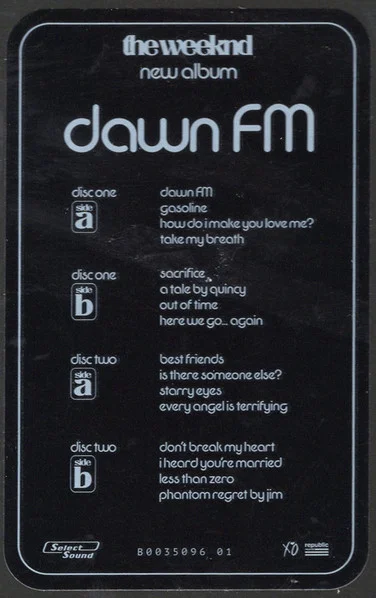 the weeknd
new album
dawn FM
disc one
side
a
dawn FM
gasoline
how do i make you love me?
take my breath
disc one
side
b
sacrifice
a tale by quincy
out of time
here we go... again
disc two
side
a
best friends
is there someone else?
starry eyes
every angel is terrifying
disc two
side
b
don't break my heart
i heard you're married
less than zero
phantom regret by jim
Select
Sound
B0035096 01
XO
republic